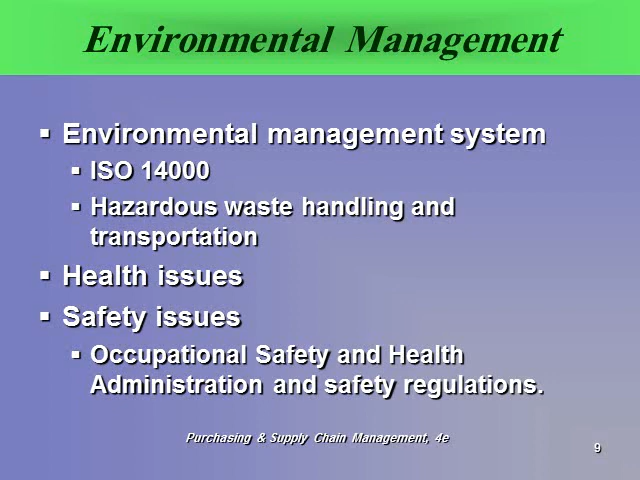 Environmental Management
▪ Environmental management system
▪ ISO 14000
▪ Hazardous waste handling and
transportation
▪ Health issues
▪ Safety issues
▪ Occupational Safety and Health
Administration and safety regulations.
Purchasing & Supply Chain Management, 4e
9